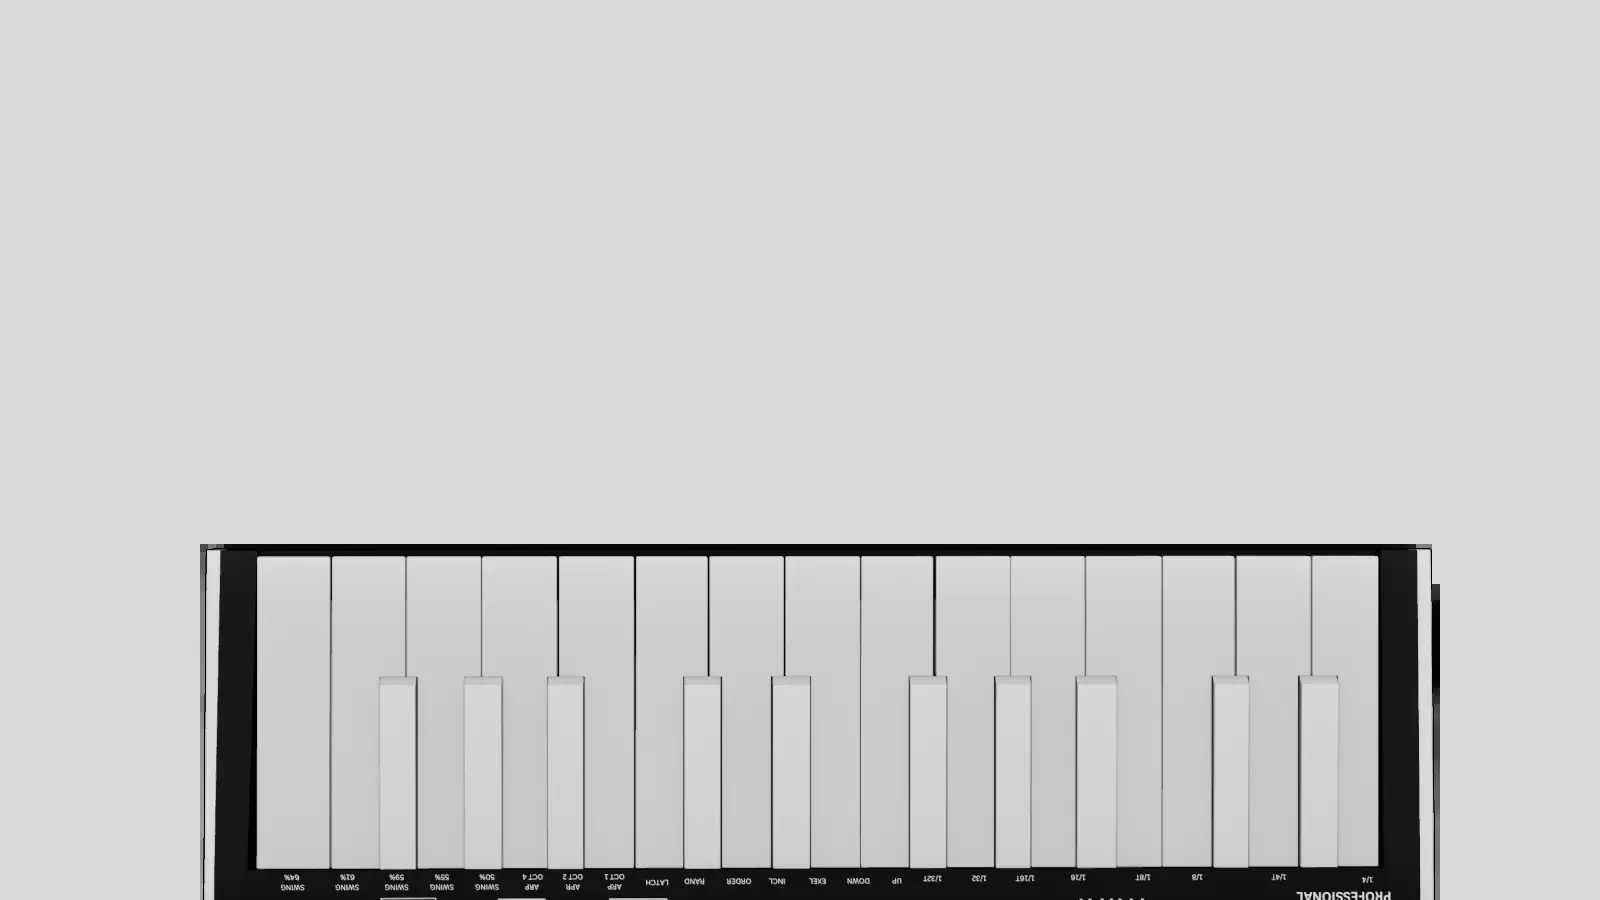 PROFESSIONAL
1/4
1/4T
1/8
1/8T
1/16
1/16T
1/32
1/32T
UP
DOWN
EXEL
INCL
ORDER
RAND
LATCH
ARP
OCT 1
APR
OCT 2
ARP
OCT 4
SWING
50%
SWING
55%
SWING
59%
SWING
61%
SWING
64%